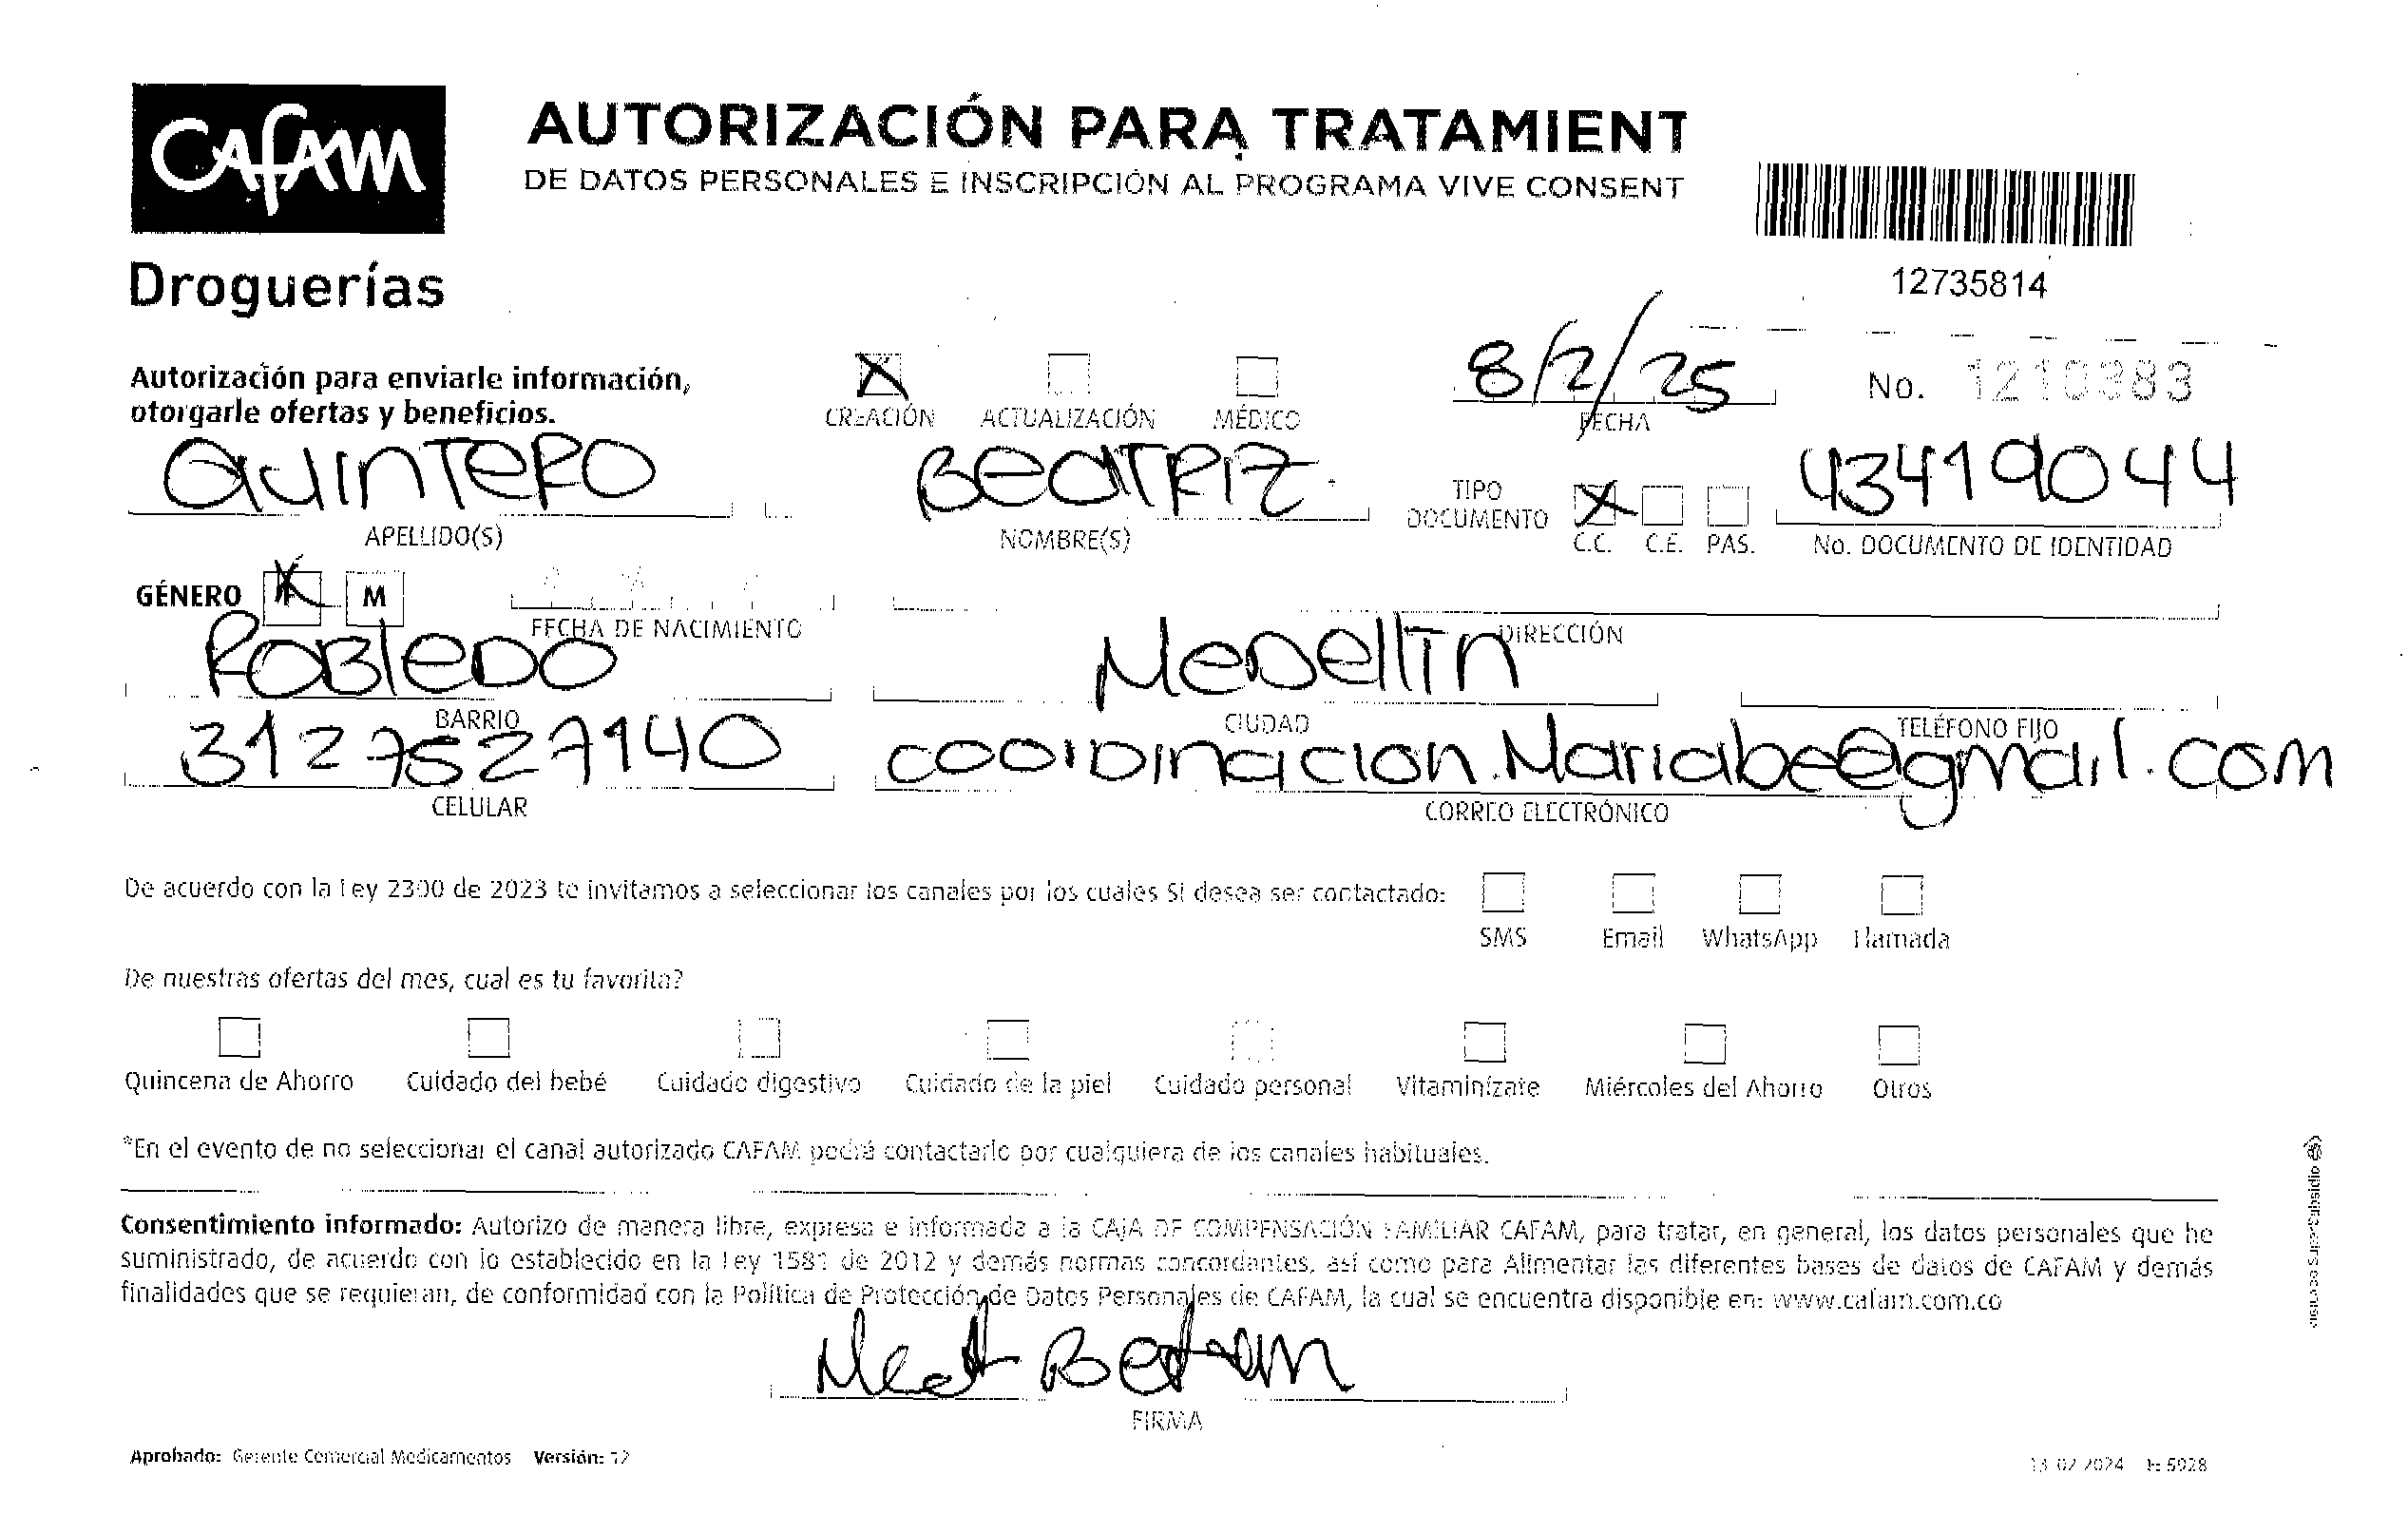 CAFAM
Droguerías
AUTORIZACIÓN PARA TRATAMIENT
DE DATOS PERSONALES E INSCRIPCIÓN AL PROGRAMA VIVE CONSENT
12735814
Autorización para enviarle información,
otorgarle ofertas y beneficios.
X CREACIÓN ACTUALIZACIÓN MÉDICO
8/2/25
FECHA
No. 1210383
QUINTERO
APELLIDO(S)
BEATRIZ
NOMBRE(S)
TIPO DOCUMENTO X C.C. C.E. PAS.
43419044
No. DOCUMENTO DE IDENTIDAD
GÉNERO X M
FECHA DE NACIMIENTO
DIRECCIÓN
ROBLEDO
BARRIO
MEDELLIN
CIUDAD
TELÉFONO FIJO
3127527140
CELULAR
coordinacion.Mariabe@gmail.com
CORREO ELECTRÓNICO
De acuerdo con la Ley 2300 de 2023 te invitamos a seleccionar los canales por los cuales SI desea ser contactado:
SMS Email WhatsApp Llamada
De nuestras ofertas del mes, cual es tu favorita?
Quincena de Ahorro Cuidado del bebé Cuidado digestivo Cuidado de la piel Cuidado personal Vitaminízate Miércoles del Ahorro Otros
*En el evento de no seleccionar el canal autorizado CAFAM podrá contactarlo por cualquiera de los canales habituales.
Consentimiento informado: Autorizo de manera libre, expresa e informada a la CAJA DE COMPENSACIÓN FAMILIAR CAFAM, para tratar, en general, los datos personales que he
suministrado, de acuerdo con lo establecido en la Ley 1581 de 2012 y demás normas concordantes, así como para Alimentar las diferentes bases de datos de CAFAM y demás
finalidades que se requieran, de conformidad con la Política de Protección de Datos Personales de CAFAM, la cual se encuentra disponible en: www.cafam.com.co
FIRMA
Aprobado: Gerente Comercial Medicamentos Versión: 12
13-02-2024 F: 5928
VIGILADO SuperSubsidio